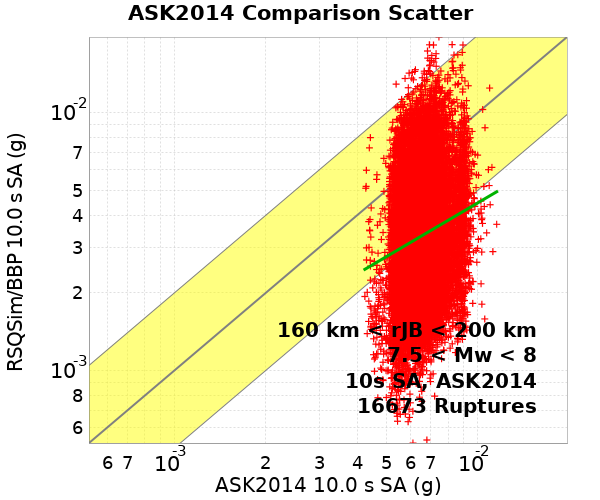 ASK2014 Comparison Scatter
RSQSim/BBP 10.0 s SA (g)
10-2
7
5
4
3
2
10-3
8
6
160 km < rJB < 200 km
7.5 < Mw < 8
10s SA, ASK2014
16673 Ruptures
6 7 10-3 2 3 4 5 6 7 10-2
ASK2014 10.0 s SA (g)